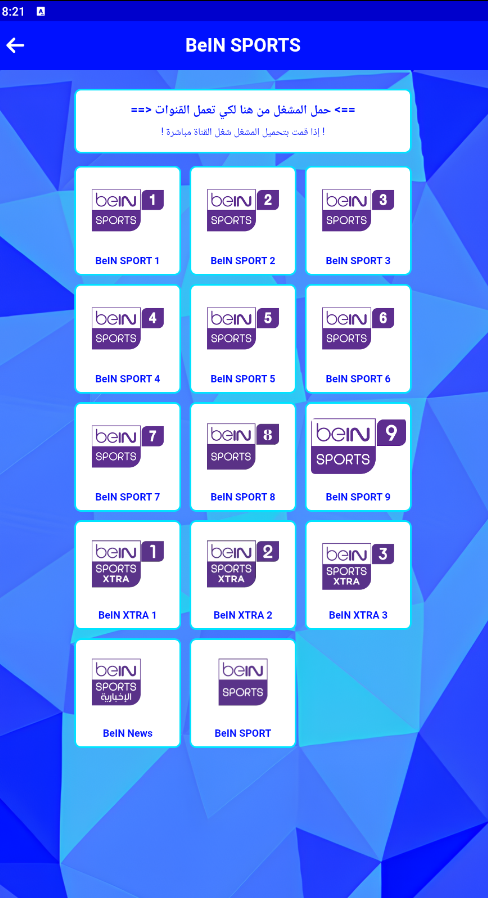 8:21
BeIN SPORTS
==> حمل المشغل من هنا لكي تعمل القنوات <==
! إذا قمت بتحميل المشغل شغل القناة مباشرة !
beIN SPORTS 1
beIN SPORTS 2
beIN SPORTS 3
BeIN SPORT 1
BeIN SPORT 2
BeIN SPORT 3
beIN SPORTS 4
beIN SPORTS 5
beIN SPORTS 6
BeIN SPORT 4
BeIN SPORT 5
BeIN SPORT 6
beIN SPORTS 7
beIN SPORTS 8
beIN SPORTS 9
BeIN SPORT 7
BeIN SPORT 8
BeIN SPORT 9
beIN SPORTS XTRA 1
beIN SPORTS XTRA 2
beIN SPORTS XTRA 3
BeIN XTRA 1
BeIN XTRA 2
BeIN XTRA 3
beIN SPORTS الإخبارية
beIN SPORTS
BeIN News
BeIN SPORT